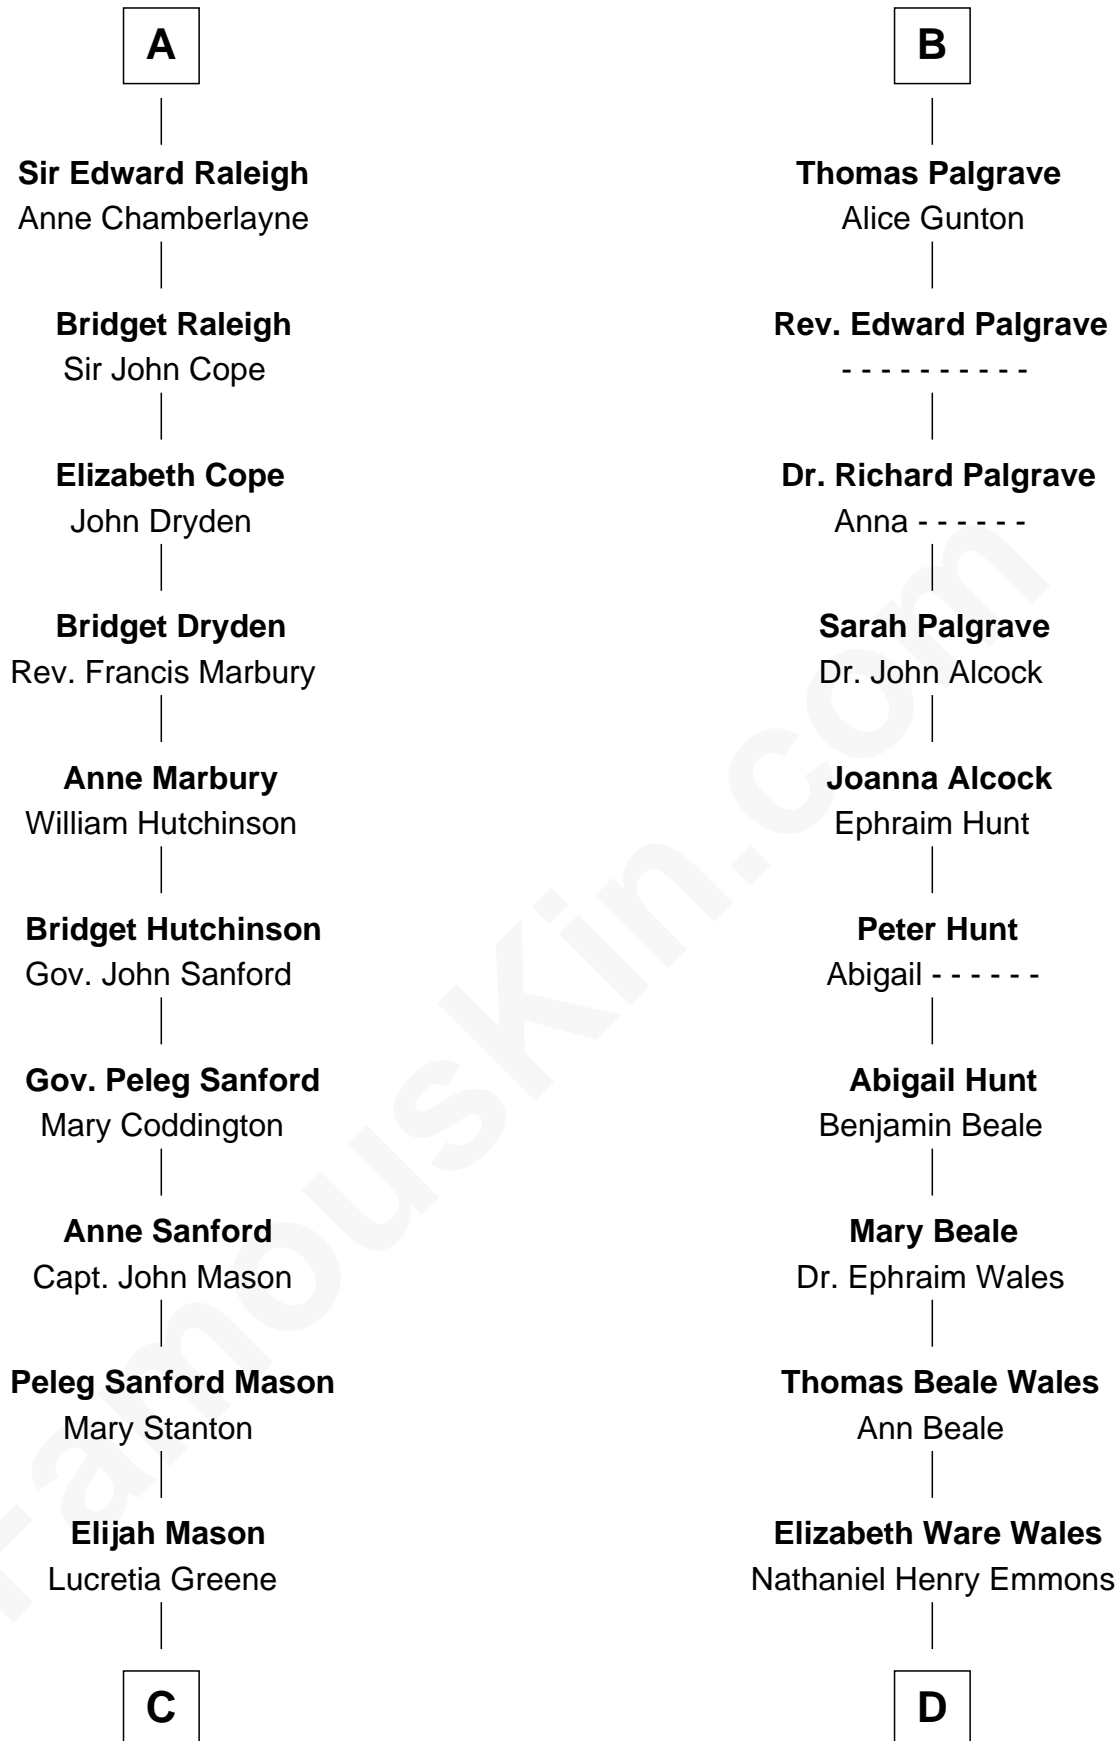 A
Sir Edward Raleigh
Anne Chamberlayne
Bridget Raleigh
Sir John Cope
Elizabeth Cope
John Dryden
Bridget Dryden
Rev. Francis Marbury
Anne Marbury
William Hutchinson
Bridget Hutchinson
Gov. John Sanford
Gov. Peleg Sanford
Mary Coddington
Anne Sanford
Capt. John Mason
Peleg Sanford Mason
Mary Stanton
Elijah Mason
Lucretia Greene
C
B
Thomas Palgrave
Alice Gunton
Rev. Edward Palgrave
- - - - - - - - - -
Dr. Richard Palgrave
Anna - - - - - -
Sarah Palgrave
Dr. John Alcock
Joanna Alcock
Ephraim Hunt
Peter Hunt
Abigail - - - - - -
Abigail Hunt
Benjamin Beale
Mary Beale
Dr. Ephraim Wales
Thomas Beale Wales
Ann Beale
Elizabeth Ware Wales
Nathaniel Henry Emmons
D
FamousKin.com